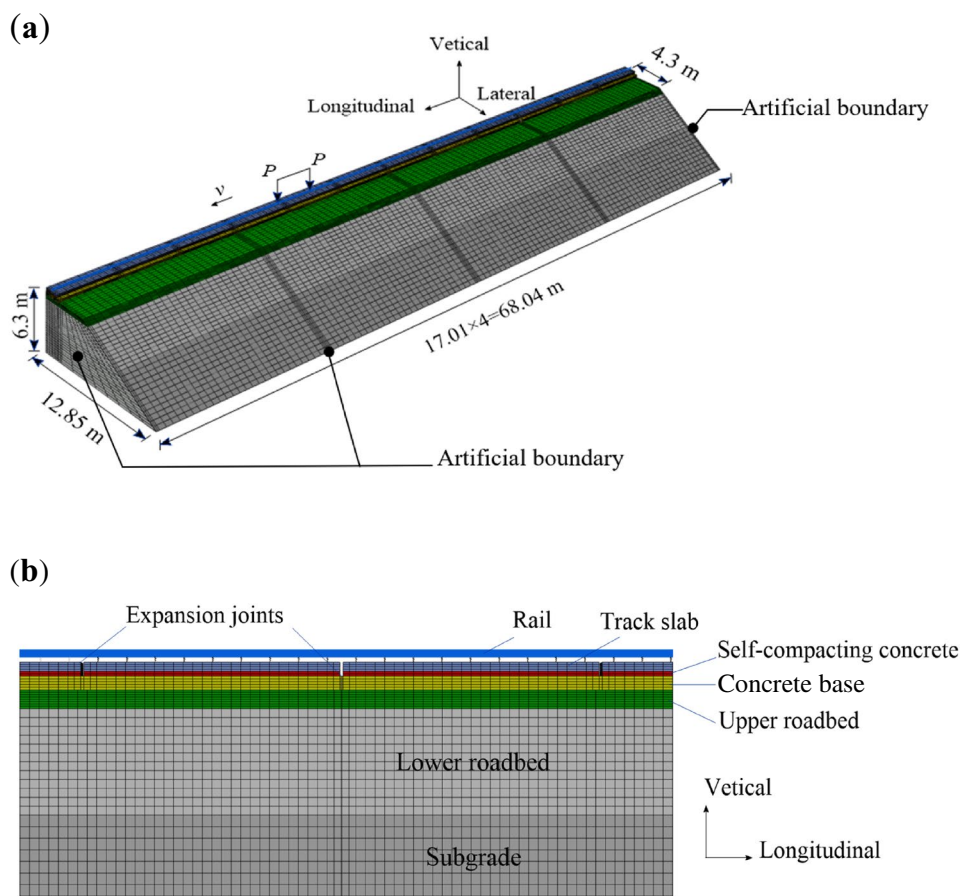 (a)
Vetical
4.3 m
Longitudinal
Lateral
Artificial boundary
P
P
v
6.3 m
17.01×4=68.04 m
12.85 m
Artificial boundary
(b)
Expansion joints
Rail
Track slab
Self-compacting concrete
Concrete base
Upper roadbed
Lower roadbed
Vetical
Subgrade
Longitudinal